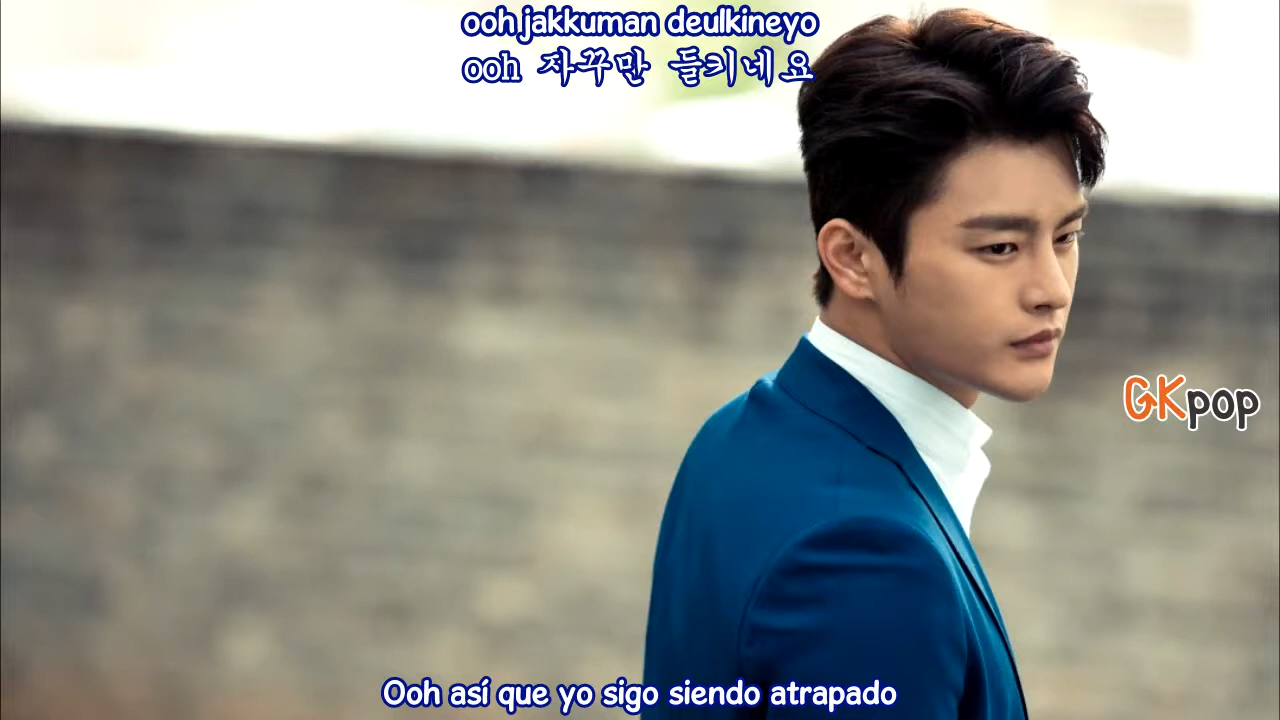 ooh jakkuman deulkineyo
ooh 자꾸만 들키네요
GKpop
Ooh así que yo sigo siendo atrapado